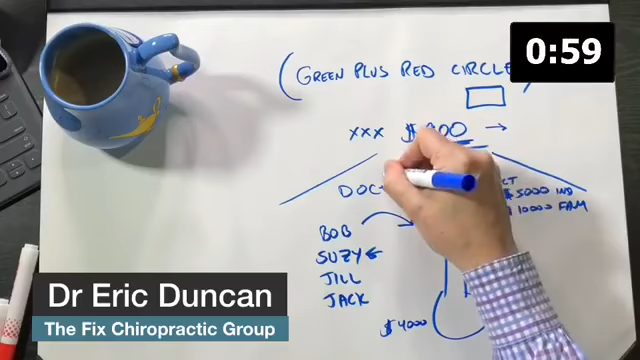 0:59
(GREEN PLUS RED CIRCLE
xxx →
DOC
$5000 IND
10000 FAM
BOB
SUZY ←
JILL
JACK
$4000
Dr Eric Duncan
The Fix Chiropractic Group